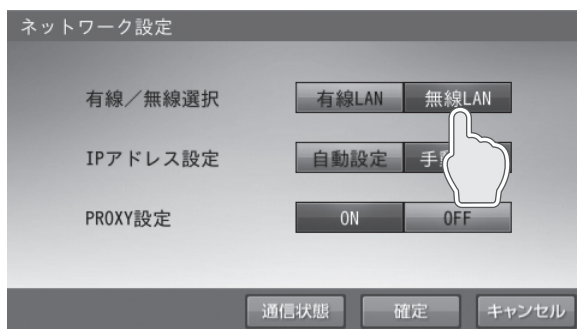 ネットワーク設定
有線／無線選択 有線LAN 無線LAN
IPアドレス設定 自動設定 手
PROXY設定 ON OFF
通信状態 確定 キャンセル